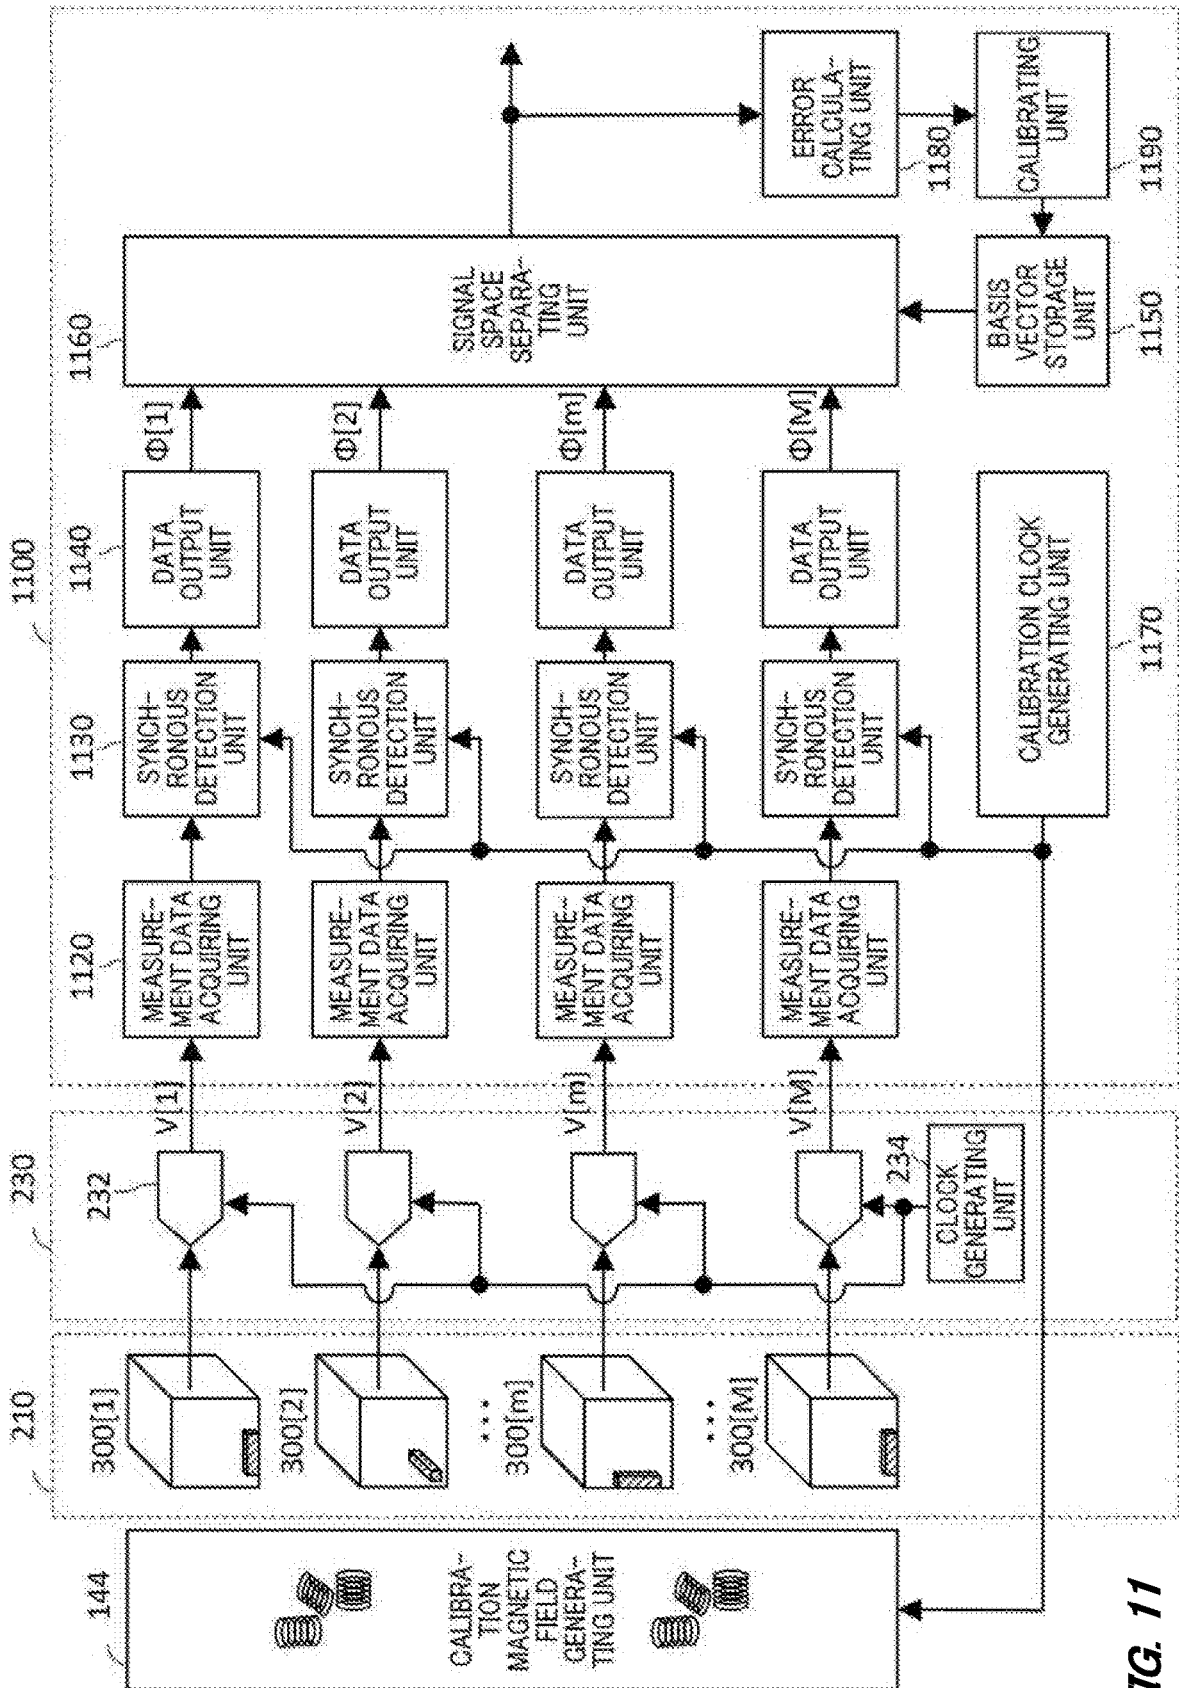 144
CALIBRA-
TION
MAGNETIC
FIELD
GENERA-
TING UNIT
210
300[1]
300[2]
...
300[m]
...
300[M]
230
232
234
CLOCK
GENERATING
UNIT
V[1]
V[2]
V[m]
V[M]
1100
1120
MEASURE-
MENT DATA
ACQUIRING
UNIT
MEASURE-
MENT DATA
ACQUIRING
UNIT
MEASURE-
MENT DATA
ACQUIRING
UNIT
MEASURE-
MENT DATA
ACQUIRING
UNIT
1130
SYNCH-
RONOUS
DETECTION
UNIT
SYNCH-
RONOUS
DETECTION
UNIT
SYNCH-
RONOUS
DETECTION
UNIT
SYNCH-
RONOUS
DETECTION
UNIT
1140
DATA
OUTPUT
UNIT
DATA
OUTPUT
UNIT
DATA
OUTPUT
UNIT
DATA
OUTPUT
UNIT
CALIBRATION CLOCK
GENERATING UNIT
1170
Φ[1]
Φ[2]
Φ[m]
Φ[M]
1160
SIGNAL
SPACE
SEPARA-
TING
UNIT
BASIS
VECTOR
STORAGE
UNIT
1150
ERROR
CALCULA-
TING UNIT
1180
CALIBRATING
UNIT
1190
IG. 11